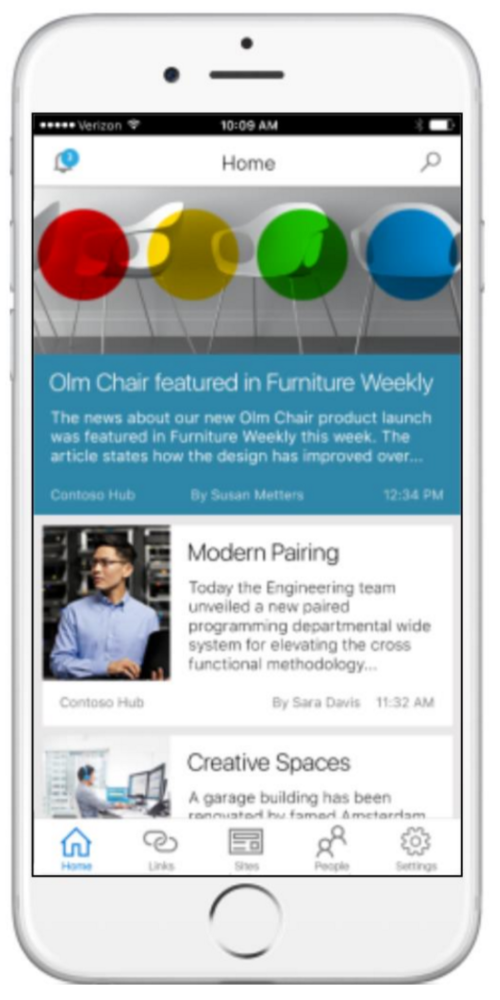 Verizon 10:09 AM
3
Home
Olm Chair featured in Furniture Weekly
The news about our new Olm Chair product launch
was featured in Furniture Weekly this week. The
article states how the design has improved over...
Contoso Hub By Susan Metters 12:34 PM
Modern Pairing
Today the Engineering team
unveiled a new paired
programming departmental wide
system for elevating the cross
functional methodology...
Contoso Hub By Sara Davis 11:32 AM
Creative Spaces
A garage building has been
renovated by famed Amsterdam
Home Links Sites People Settings